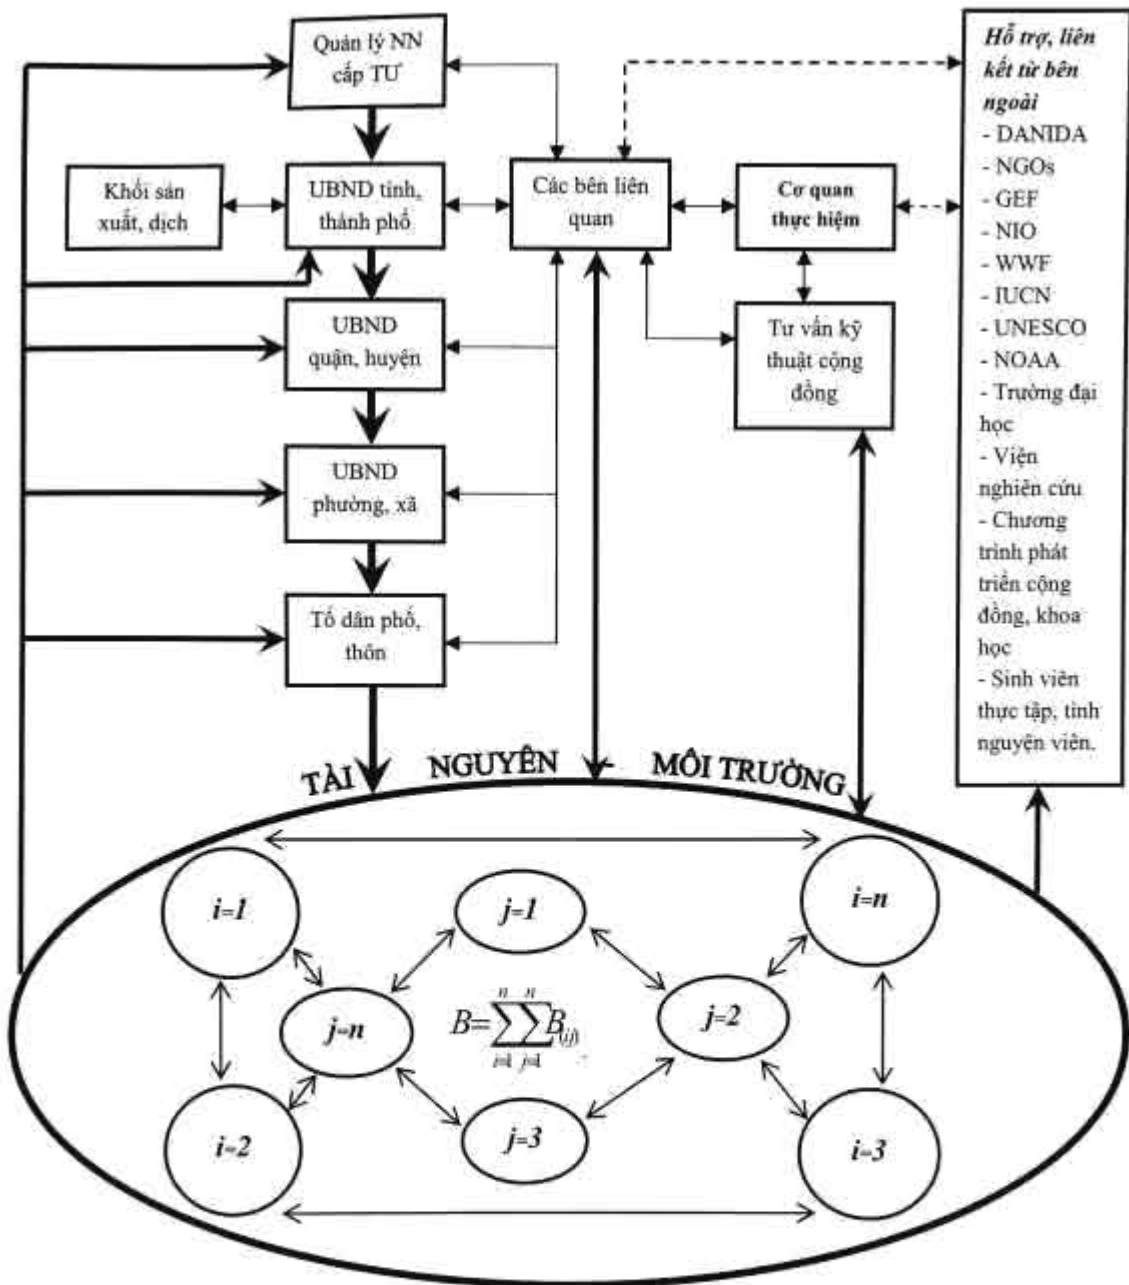 Quản lý NN
cấp TƯ
Khối sản
xuất, dịch
UBND tỉnh,
thành phố
Các bên liên
quan
Cơ quan
thực hiệm
UBND
quận, huyện
Tư vấn kỹ
thuật cộng
đồng
UBND
phường, xã
Tổ dân phố,
thôn
Hỗ trợ, liên
kết từ bên
ngoài
- DANIDA
- NGOs
- GEF
- NIO
- WWF
- IUCN
- UNESCO
- NOAA
- Trường đại
học
- Viện
nghiên cứu
- Chương
trình phát
triển cộng
đồng, khoa
học
- Sinh viên
thực tập, tình
nguyện viên.
TÀI NGUYÊN - MÔI TRƯỜNG
i=1
j=1
i=n
j=n
B=∑∑B(ij)
n n
i=1 j=1
j=2
i=2
j=3
i=3